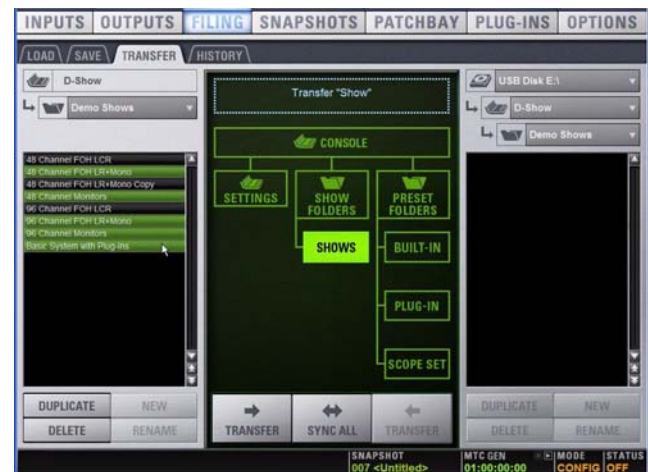 INPUTS OUTPUTS FILING SNAPSHOTS PATCHBAY PLUG-INS OPTIONS
LOAD SAVE TRANSFER HISTORY
D-Show
Demo Shows
48 Channel FOH LCR
48 Channel FOH LR+Mono
48 Channel FOH LR+Mono Copy
48 Channel Monitors
96 Channel FOH LCR
96 Channel FOH LR+Mono
96 Channel Monitors
Basic System with Plug-Ins
DUPLICATE NEW
DELETE RENAME
Transfer "Show"
CONSOLE
SETTINGS
SHOW FOLDERS
PRESET FOLDERS
SHOWS
BUILT-IN
PLUG-IN
SCOPE SET
TRANSFER SYNC ALL TRANSFER
USB Disk E:\
D-Show
Demo Shows
DUPLICATE NEW
DELETE RENAME
SNAPSHOT
007 <Untitled>
MTC GEN
01:00:00:00
MODE
CONFIG
STATUS
OFF